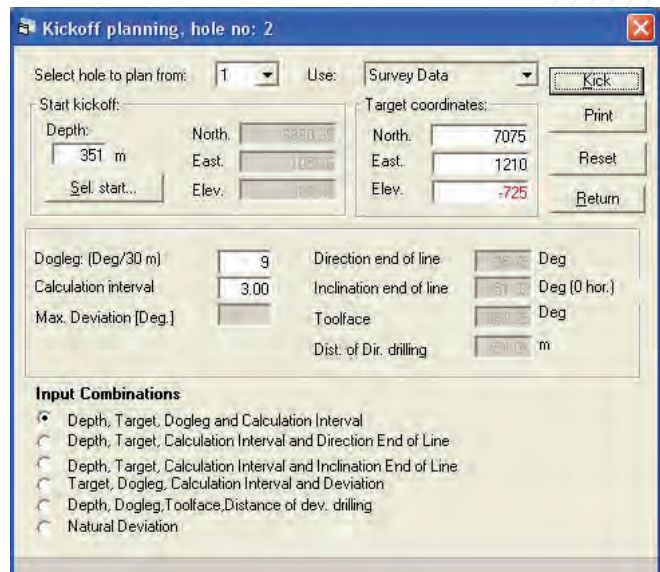 Kickoff planning, hole no: 2
Select hole to plan from: 1 Use: Survey Data Kick
Start kickoff: Target coordinates: Print
Depth: North. North. 7075
351 m East. East. 1210 Reset
Sel. start... Elev. Elev. -725 Return
Dogleg: (Deg/30 m) 9 Direction end of line Deg
Calculation interval 3.00 Inclination end of line Deg (0 hor.)
Max. Deviation [Deg.] Toolface Deg
Dist. of Dir. drilling m
Input Combinations
Depth, Target, Dogleg and Calculation Interval
Depth, Target, Calculation Interval and Direction End of Line
Depth, Target, Calculation Interval and Inclination End of Line
Target, Dogleg, Calculation Interval and Deviation
Depth, Dogleg,Toolface,Distance of dev. drilling
Natural Deviation